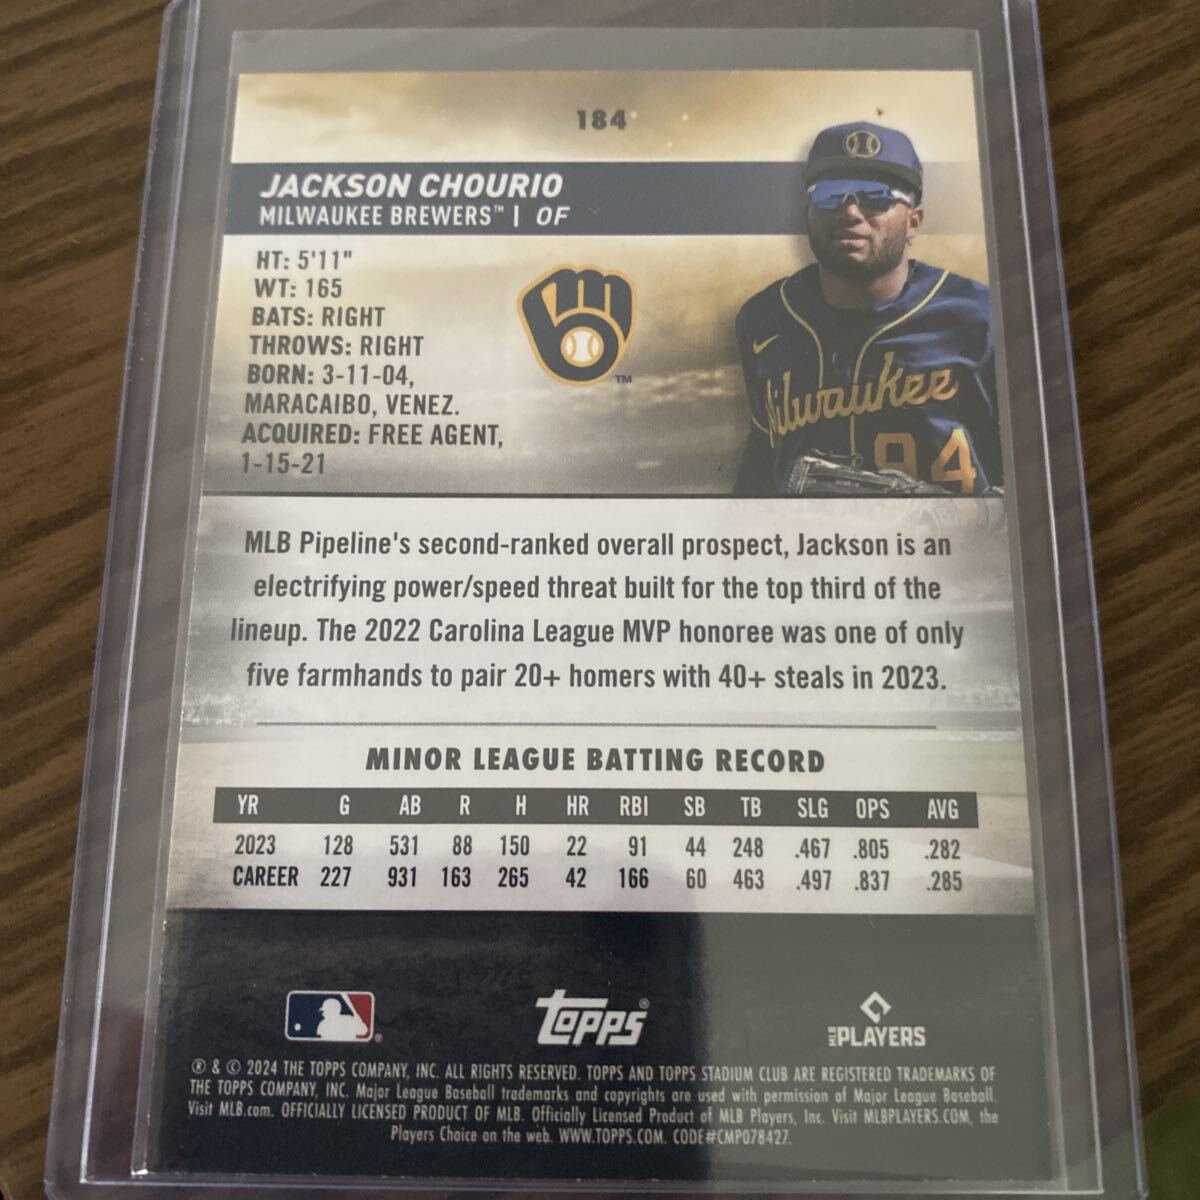 184
JACKSON CHOURIO
MILWAUKEE BREWERS™ | OF
HT: 5'11"
WT: 165
BATS: RIGHT
THROWS: RIGHT
BORN: 3-11-04,
MARACAIBO, VENEZ.
ACQUIRED: FREE AGENT,
1-15-21
TM
Milwaukee
94
MLB Pipeline's second-ranked overall prospect, Jackson is an
electrifying power/speed threat built for the top third of the
lineup. The 2022 Carolina League MVP honoree was one of only
five farmhands to pair 20+ homers with 40+ steals in 2023.
MINOR LEAGUE BATTING RECORD
YR G AB R H HR RBI SB TB SLG OPS AVG
2023 128 531 88 150 22 91 44 248 .467 .805 .282
CAREER 227 931 163 265 42 166 60 463 .497 .837 .285
Topps®
MLB PLAYERS
® & © 2024 THE TOPPS COMPANY, INC. ALL RIGHTS RESERVED. TOPPS AND TOPPS STADIUM CLUB ARE REGISTERED TRADEMARKS OF
THE TOPPS COMPANY, INC. Major League Baseball trademarks and copyrights are used with permission of Major League Baseball.
Visit MLB.com. OFFICIALLY LICENSED PRODUCT OF MLB. Officially Licensed Product of MLB Players, Inc. Visit MLBPLAYERS.COM, the
Players Choice on the web. WWW.TOPPS.COM. CODE#CMP078427.